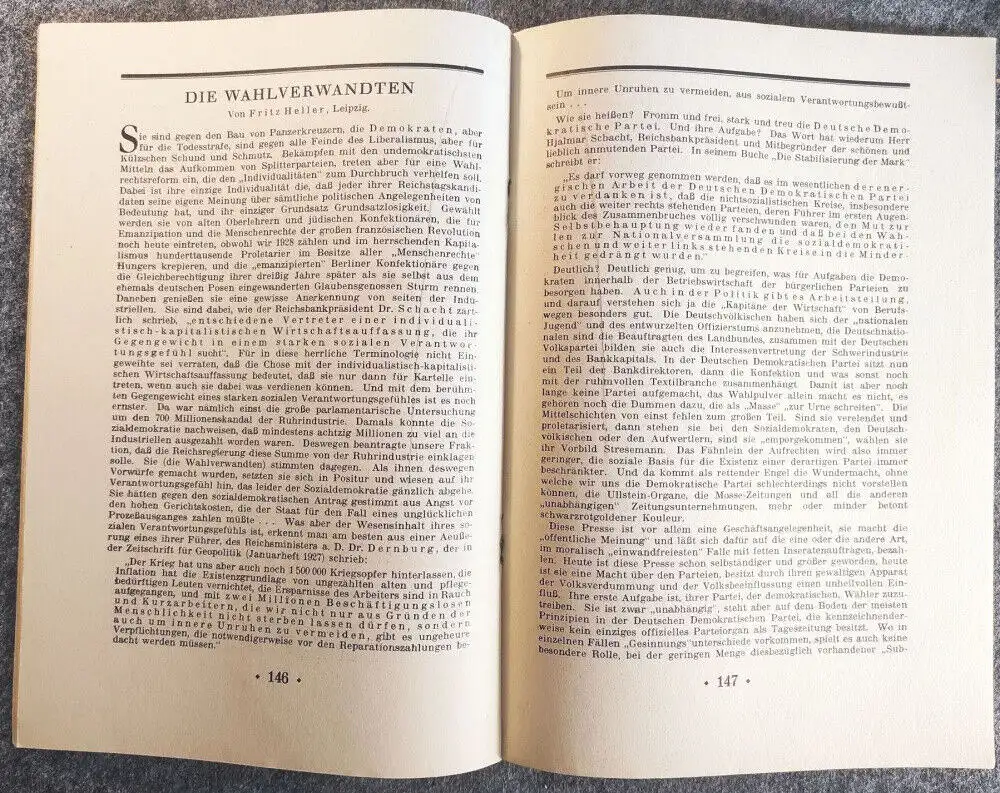 DIE WAHLVERWANDTEN
Von Fritz Heller, Leipzig.
Sie sind gegen den Bau von Panzerkreuzern, die Demokraten, aber
für die Todesstrafe, sind gegen alle Feinde des Liberalismus, aber für
Külzschen Schund und Schmutz. Bekämpfen mit den undemokratischsten
Mitteln das Aufkommen von Splitterparteien, treten aber für eine Wahl-
rechtsreform ein, die den „Individualitäten" zum Durchbruch verhelfen soll.
Dabei ist ihre einzige Individualität die, daß jeder ihrer Reichstagskandi-
daten seine eigene Meinung über sämtliche politischen Angelegenheiten von
Bedeutung hat, und ihr einziger Grundsatz Grundsatzlosigkeit. Gewählt
werden sie von alten Oberlehrern und jüdischen Konfektionären, die für
Emanzipation und die Menschenrechte der großen französischen Revolution
noch heute eintreten, obwohl wir 1928 zählen und im herrschenden Kapita-
lismus hunderttausende Proletarier im Besitze aller „Menschenrechte"
Hungers krepieren, und die „emanzipierten" Berliner Konfektionäre gegen
die Gleichberechtigung ihrer dreißig Jahre später als sie selbst aus dem
ehemals deutschen Posen eingewanderten Glaubensgenossen Sturm rennen.
Daneben genießen sie eine gewisse Anerkennung von seiten der Indu-
striellen. Sie sind dabei, wie der Reichsbankpräsident Dr. Schacht zärt-
lich schrieb, „entschiedene Vertreter einer individuali-
stisch-kapitalistischen Wirtschaftsauffassung, die ihr
Gegengewicht in einem starken sozialen Verantwor-
tungsgefühl sucht". Für in diese herrliche Terminologie nicht Ein-
geweihte sei verraten, daß die Chose mit der individualistisch-kapitalisti-
schen Wirtschaftsauffassung bedeutet, daß sie nur dann für Kartelle ein-
treten, wenn auch sie dabei was verdienen können. Und mit dem berühm-
ten Gegengewicht eines starken sozialen Verantwortungsgefühles ist es noch
ernster. Da war nämlich einst die große parlamentarische Untersuchung
um den 700 Millionenskandal der Ruhrindustrie. Damals konnte die So-
zialdemokratie nachweisen, daß mindestens achtzig Millionen zu viel an die
Industriellen ausgezahlt worden waren. Deswegen beantragte unsere Frak-
tion, daß die Reichsregierung diese Summe von der Ruhrindustrie einklagen
solle. Sie (die Wahlverwandten) stimmten dagegen. Als ihnen deswegen
Vorwürfe gemacht wurden, setzten sie sich in Positur und wiesen auf ihr
Verantwortungsgefühl hin, das leider der Sozialdemokratie gänzlich abgehe.
Sie hätten gegen den sozialdemokratischen Antrag gestimmt aus Angst vor
den hohen Gerichtskosten, die der Staat für den Fall eines unglücklichen
Prozeßausganges zahlen müßte . . . Was aber der Wesensinhalt ihres so-
zialen Verantwortungsgefühls ist, erkennt man am besten aus einer Aeuße-
rung eines ihrer Führer, des Reichsministers a. D. Dr. Dernburg, der in
der Zeitschrift für Geopolitik (Januarheft 1927) schrieb:
„Der Krieg hat uns aber auch noch 1 500 000 Kriegsopfer hinterlassen, die
Inflation hat die Existenzgrundlage von ungezählten alten und pflege-
bedürftigen Leuten vernichtet, die Ersparnisse des Arbeiters sind in Rauch
aufgegangen, und mit zwei Millionen Beschäftigungslosen
und Kurzarbeitern, die wir nicht nur aus Gründen der
Menschlichkeit nicht sterben lassen dürfen, sondern
auch um innere Unruhen zu vermeiden, gibt es ungeheure
Verpflichtungen, die notwendigerweise vor den Reparationszahlungen be-
dacht werden müssen."
• 146 •
Um innere Unruhen zu vermeiden, aus sozialem Verantwortungsbewußt-
sein . . .
Wie sie heißen? Fromm und frei, stark und treu die Deutsche Demo-
kratische Partei. Und ihre Aufgabe? Das Wort hat wiederum Herr
Hjalmar Schacht, Reichsbankpräsident und Mitbegründer der schönen und
lieblich anmutenden Partei. In seinem Buche „Die Stabilisierung der Mark"
schreibt er:
„Es darf vorweg genommen werden, daß es im wesentlichen der ener-
gischen Arbeit der Deutschen Demokratischen Partei
zu verdanken ist, daß die nichtsozialistischen Kreise, insbesondere
auch die weiter rechts stehenden Parteien, deren Führer im ersten Augen-
blick des Zusammenbruches völlig verschwunden waren, den Mut zur
Selbstbehauptung wieder fanden und daß bei den Wah-
len zur Nationalversammlung die sozialdemokrati-
schen und weiter links stehenden Kreise in die Minder-
heit gedrängt wurden."
Deutlich? Deutlich genug, um zu begreifen, was für Aufgaben die Demo-
kraten innerhalb der Betriebswirtschaft der bürgerlichen Parteien zu
besorgen haben. Auch in der Politik gibt es Arbeitsteilung,
und darauf verstehen sich ja die „Kapitäne der Wirtschaft" von Berufs-
wegen besonders gut. Die Deutschvölkischen haben sich der „nationalen
Jugend" und des entwurzelten Offizierstums anzunehmen, die Deutschnatio-
nalen sind die Beauftragten des Landbundes, zusammen mit der Deutschen
Volkspartei bilden sie auch die Interessenvertretung der Schwerindustrie
und des Bankkapitals. In der Deutschen Demokratischen Partei sitzt nun
ein Teil der Bankdirektoren, dann die Konfektion und was sonst noch
mit der ruhmvollen Textilbranche zusammenhängt. Damit ist aber noch
lange keine Partei aufgemacht, das Wahlpulver allein macht es nicht, es
gehören noch die Dummen dazu, die als „Masse" „zur Urne schreiten". Die
Mittelschichten von einst fehlen zum großen Teil. Sind sie verelendet und
proletarisiert, dann stehen sie bei den Sozialdemokraten, den Deutsch-
völkischen oder den Aufwertlern, sind sie „emporgekommen", wählen sie
ihr Vorbild Stresemann. Das Fähnlein der Aufrechten wird also immer
geringer, die soziale Basis für die Existenz einer derartigen Partei immer
beschränkter. Und da kommt als rettender Engel die Wundermacht, ohne
welche wir uns die Demokratische Partei schlechterdings nicht vorstellen
können, die Ullstein-Organe, die Mosse-Zeitungen und all die anderen
„unabhängigen" Zeitungsunternehmungen, mehr oder minder betont
schwarzrotgoldener Kouleur.
Diese Presse ist vor allem eine Geschäftsangelegenheit, sie macht die
„öffentliche Meinung" und läßt sich dafür auf die eine oder die andere Art,
im moralisch „einwandfreiesten" Falle mit fetten Inseratenaufträgen, bezah-
len. Heute ist diese Presse schon selbständiger und größer geworden, heute
ist sie eine Macht über den Parteien, besitzt durch ihren gewaltigen Apparat
der Volksverdummung und der Volksbeeinflussung einen unheilvollen Ein-
fluß. Ihre erste Aufgabe ist, ihrer Partei, der demokratischen, Wähler zuzu-
treiben. Sie ist zwar „unabhängig", steht aber auf dem Boden der meisten
Prinzipien in der Deutschen Demokratischen Partei, die kennzeichnender-
weise kein einziges offizielles Parteiorgan als Tageszeitung besitzt. Wo in
einzelnen Fällen „Gesinnungs"unterschiede vorkommen, spielt es auch keine
besondere Rolle, bei der geringen Menge diesbezüglich vorhandener „Sub-
• 147 •